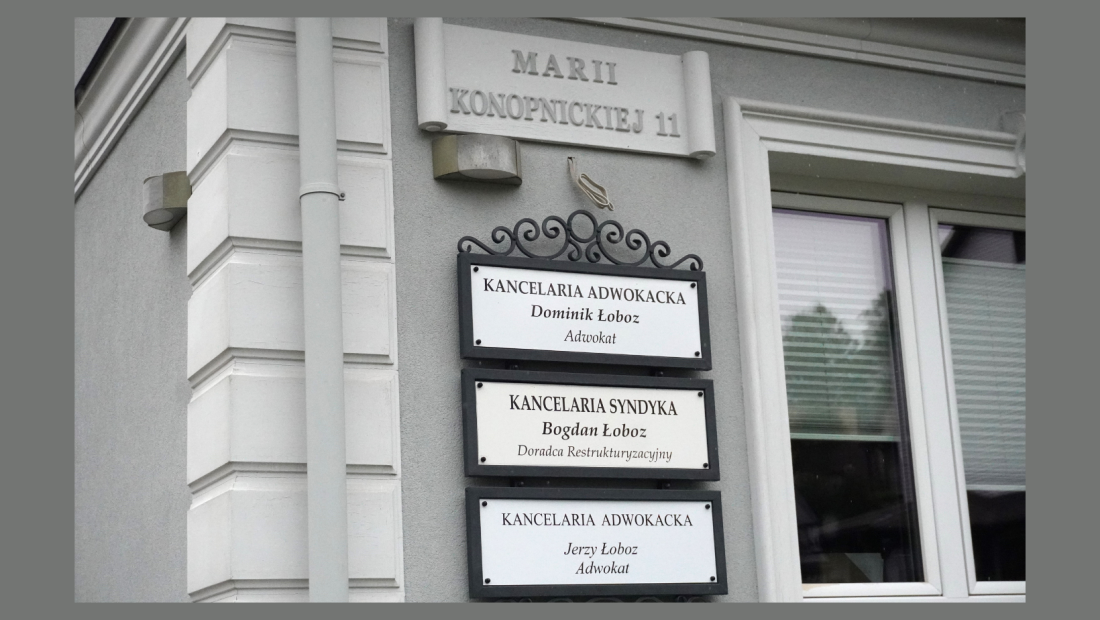 MARII
KONOPNICKIEJ 11
KANCELARIA ADWOKACKA
Dominik Łoboz
Adwokat
KANCELARIA SYNDYKA
Bogdan Łoboz
Doradca Restrukturyzacyjny
KANCELARIA ADWOKACKA
Jerzy Łoboz
Adwokat